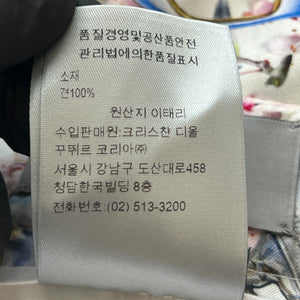 품질경영및공산품안전
관리법에의한품질표시
소재
견100%
원산지 이태리
수입판매원:크리스챤 디올
꾸뛰르 코리아㈜
서울시 강남구 도산대로458
청담한국빌딩 8층
전화번호:(02) 513-3200